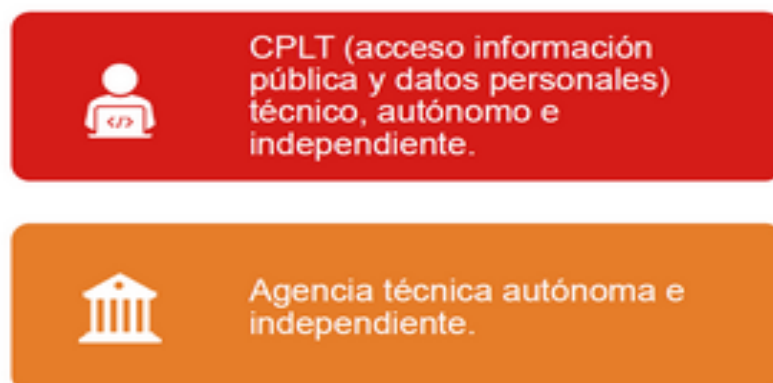 CPLT (acceso información
pública y datos personales)
técnico, autónomo e
independiente.
</>
Agencia técnica autónoma e
independiente.